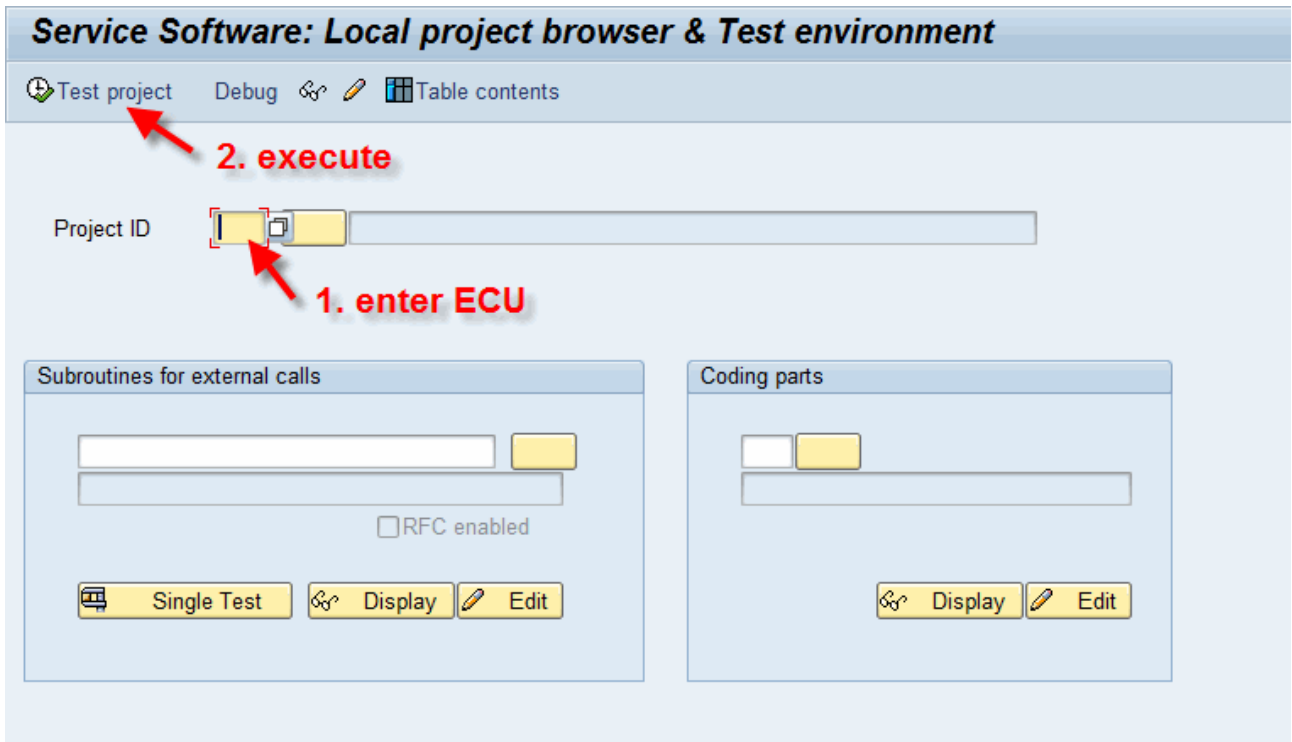 Service Software: Local project browser & Test environment
Test project Debug Table contents
2. execute
Project ID
1. enter ECU
Subroutines for external calls
Coding parts
RFC enabled
Single Test Display Edit
Display Edit